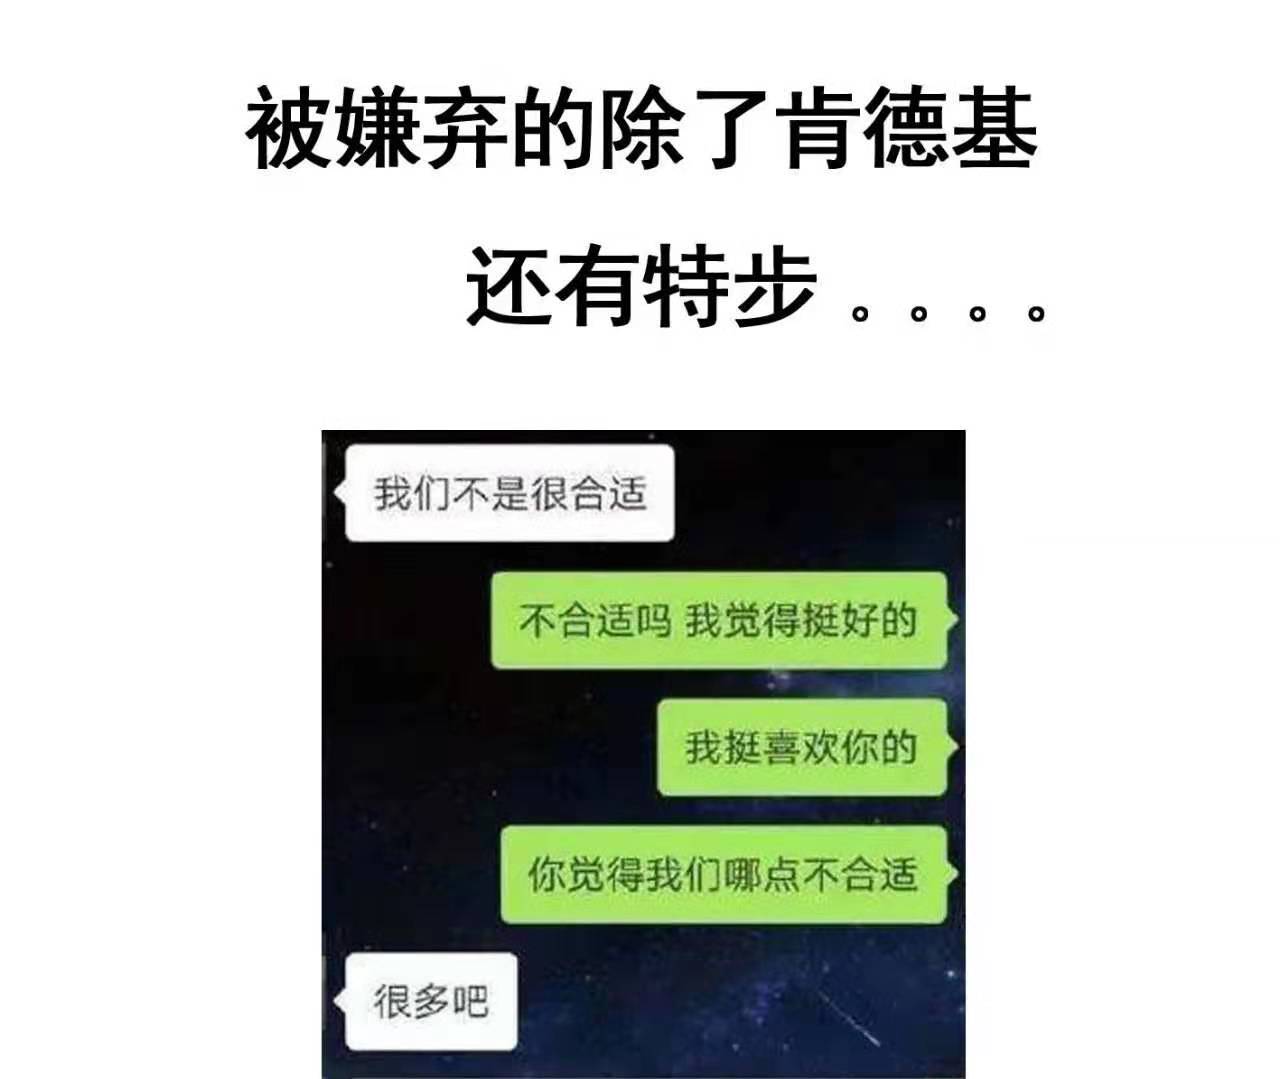 被嫌弃的除了肯德基
还有特步。。。。
我们不是很合适
不合适吗 我觉得挺好的
我挺喜欢你的
你觉得我们哪点不合适
很多吧